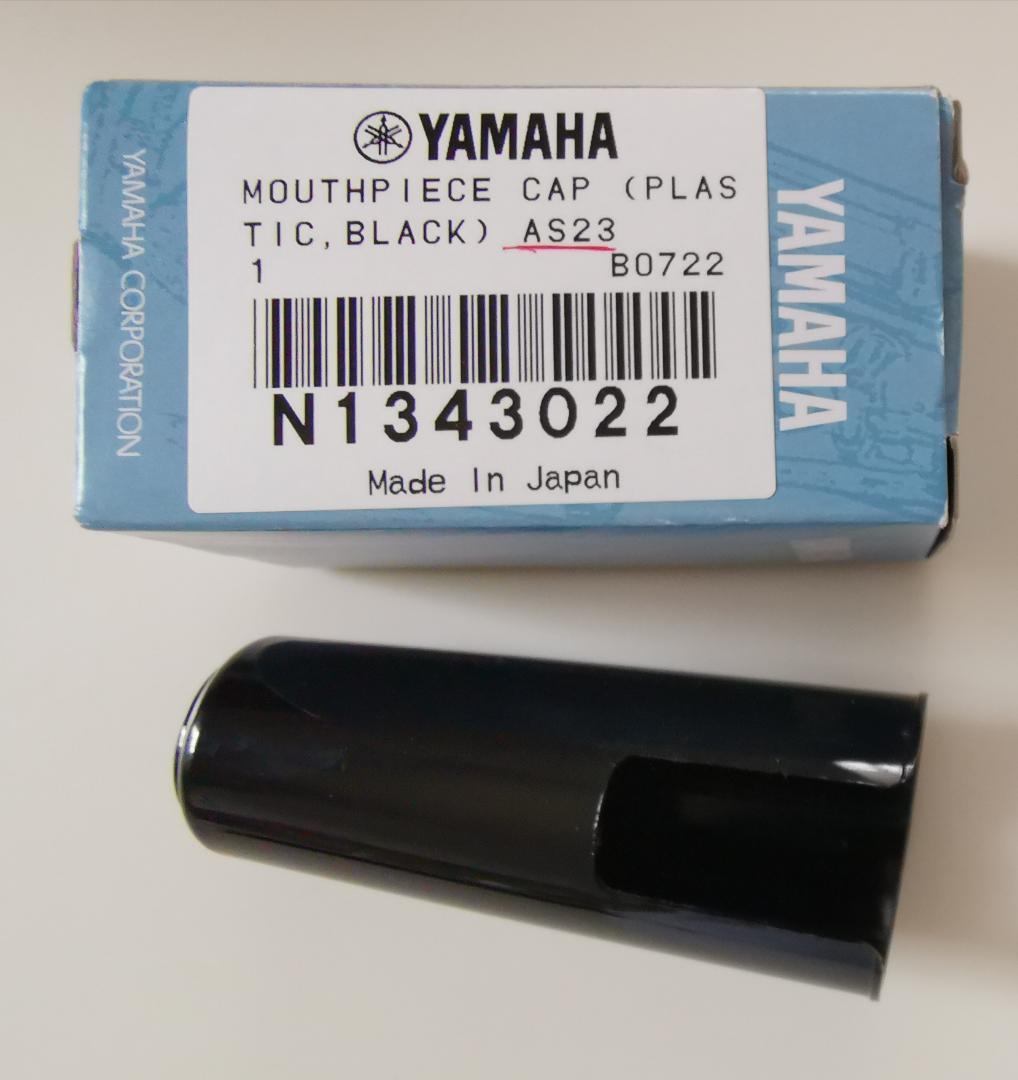 YAMAHA
MOUTHPIECE CAP (PLAS
TIC,BLACK) AS23
1 B0722
N1343022
Made In Japan
YAMAHA CORPORATION
YAMAHA